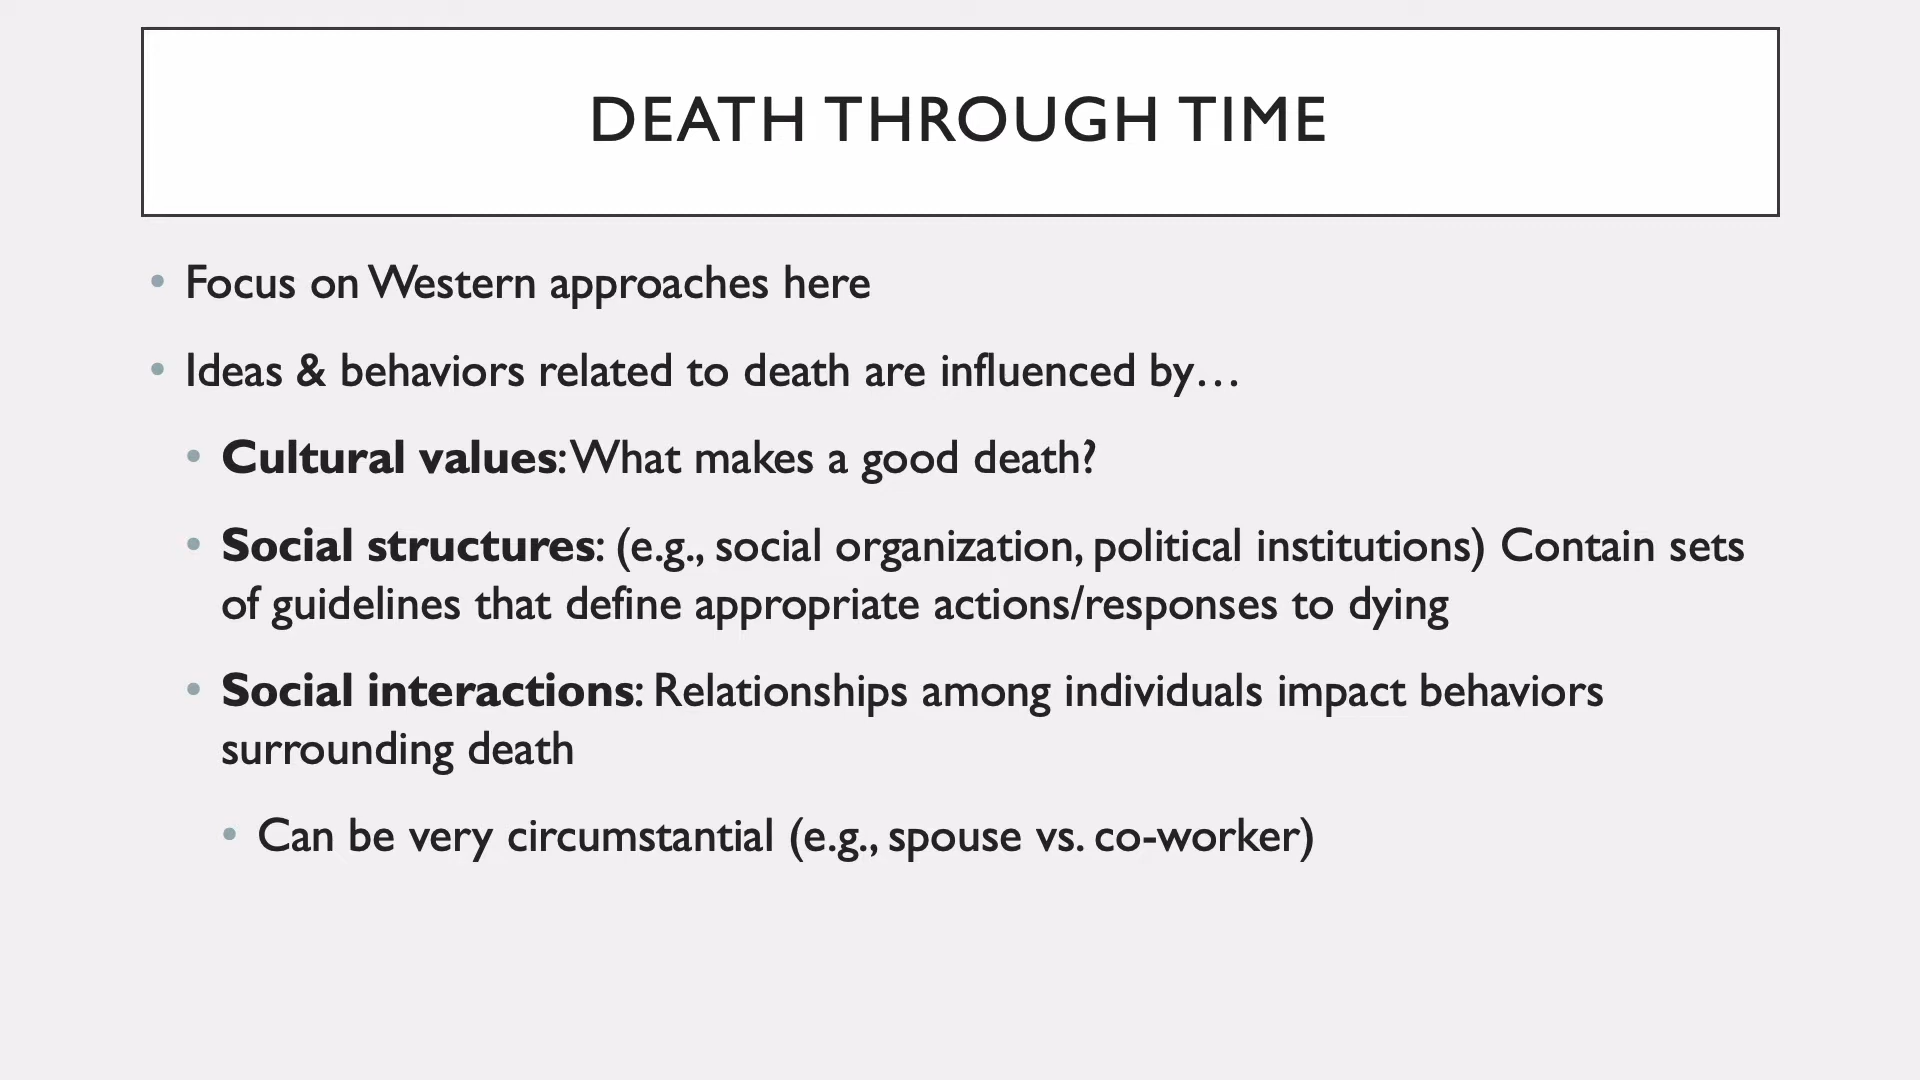 DEATH THROUGH TIME
• Focus on Western approaches here
• Ideas & behaviors related to death are influenced by…
• Cultural values: What makes a good death?
• Social structures: (e.g., social organization, political institutions) Contain sets
of guidelines that define appropriate actions/responses to dying
• Social interactions: Relationships among individuals impact behaviors
surrounding death
• Can be very circumstantial (e.g., spouse vs. co-worker)